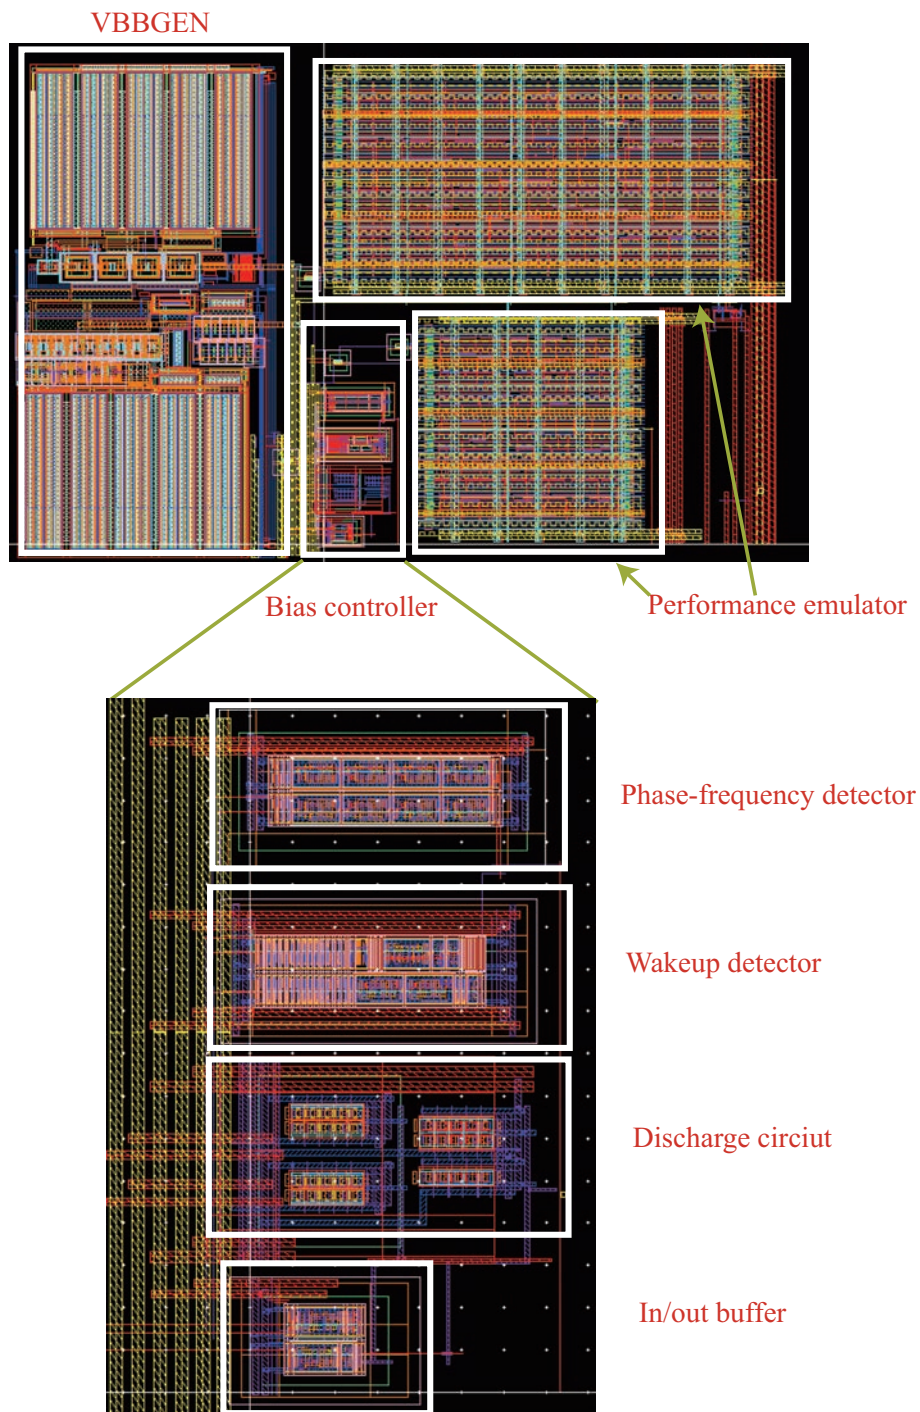 VBBGEN
Bias controller
Performance emulator
Phase-frequency detector
Wakeup detector
Discharge circiut
In/out buffer